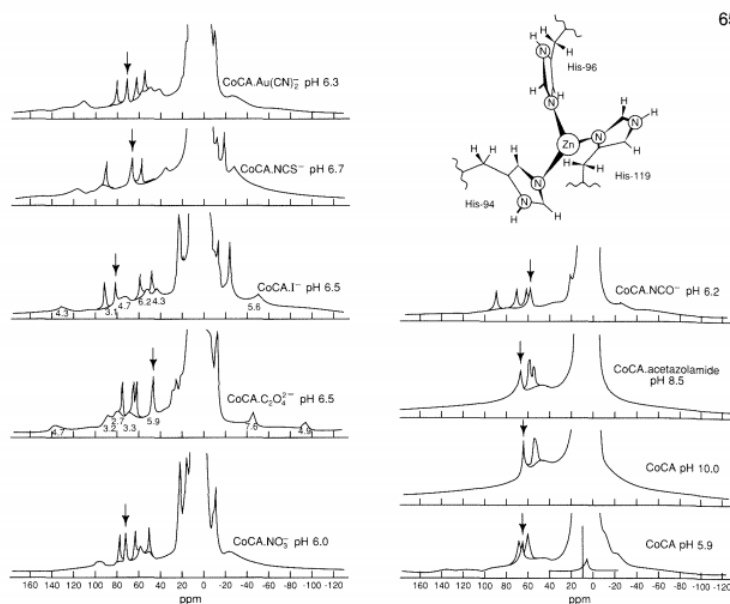 65
CoCA.Au(CN)₂⁻ pH 6.3
CoCA.NCS⁻ pH 6.7
CoCA.I⁻ pH 6.5
4.3
3.1
4.7
6.2
4.3
5.6
CoCA.C₂O₄²⁻ pH 6.5
4.7
3.2
2.7
3.3
5.9
7.6
4.9
CoCA.NO₃⁻ pH 6.0
160 140 120 100 80 60 40 20 0 -20 -40 -60 -80 -100 -120
ppm
N
H
H
His-96
H
H
N
H
Zn
N
N
H
H
H
H
His-119
N
His-94
H
N
H
CoCA.NCO⁻ pH 6.2
CoCA.acetazolamide
pH 8.5
CoCA pH 10.0
CoCA pH 5.9
160 140 120 100 80 60 40 20 0 -20 -40 -60 -80 -100 -120
ppm